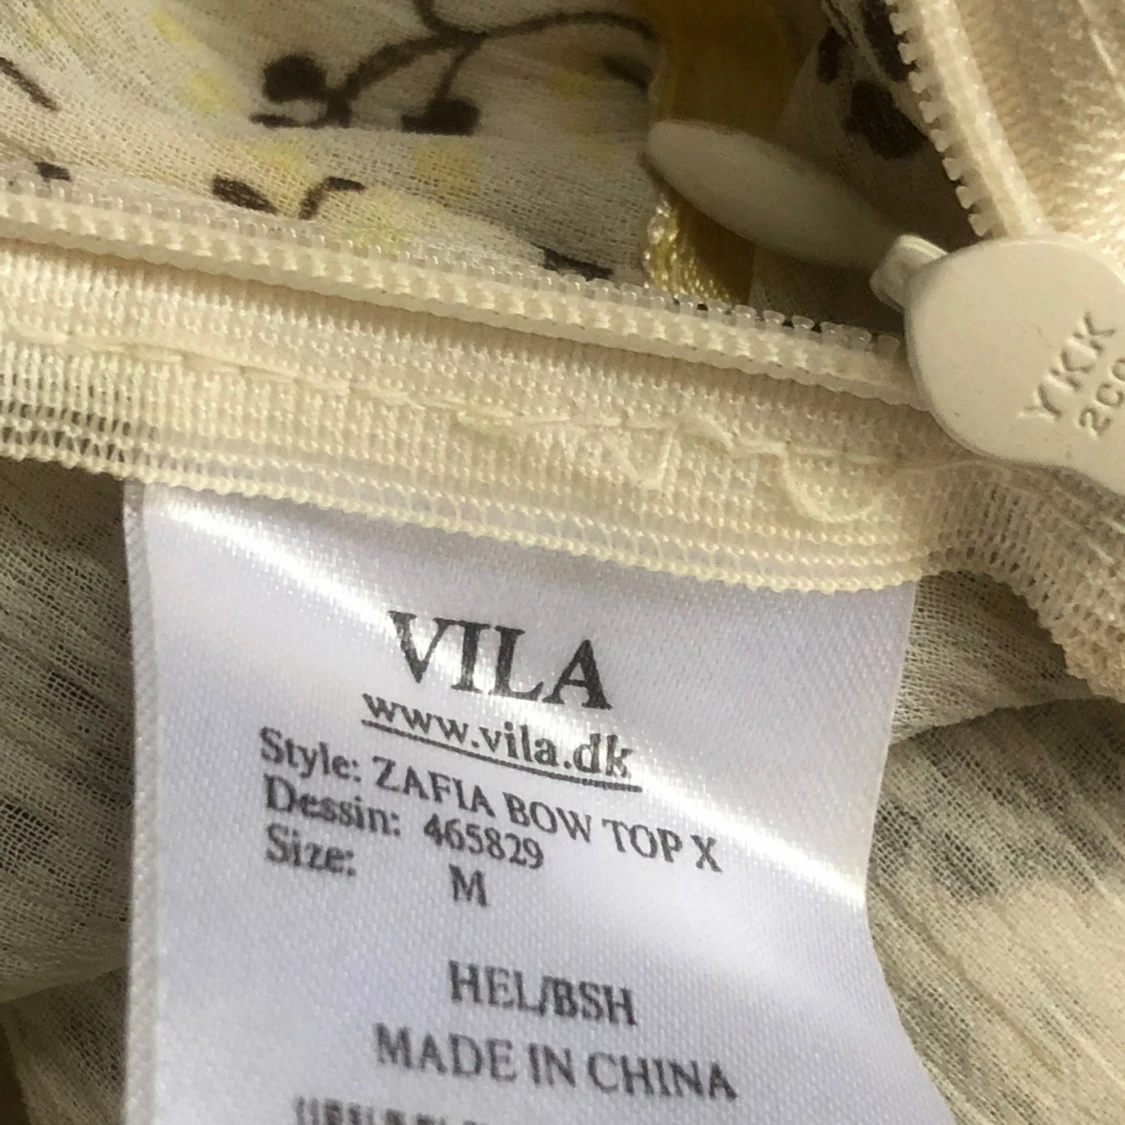 YKK
VILA
www.vila.dk
Style: ZAFIA BOW TOP X
Dessin: 465829
Size: M
HEL/BSH
MADE IN CHINA